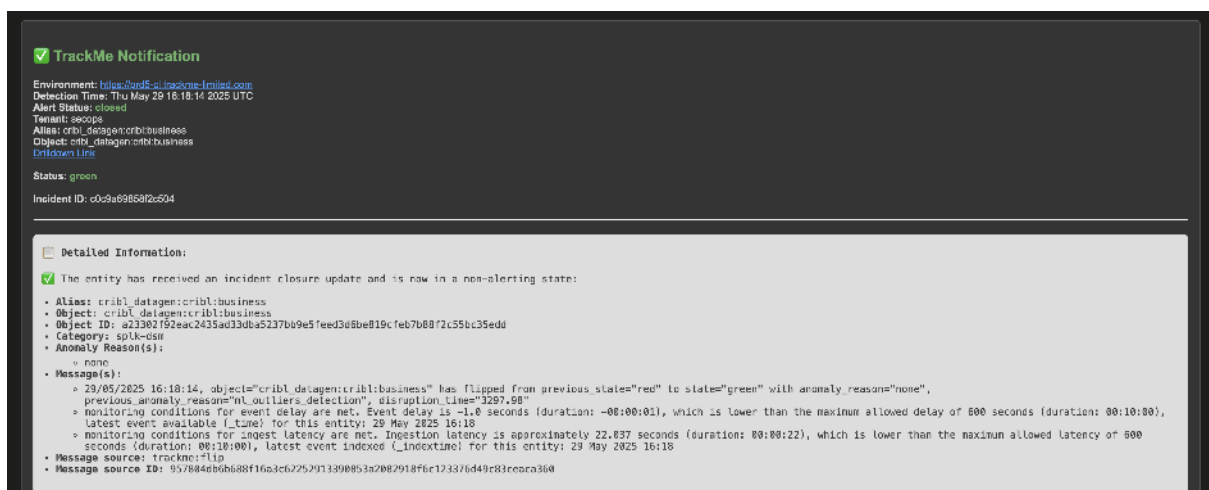 ✅ TrackMe Notification
Environment: https://prd5-cl.trackme-limited.com
Detection Time: Thu May 29 16:18:14 2025 UTC
Alert Status: closed
Tenant: secops
Alias: cribl_datagen:cribl:business
Object: cribl_datagen:cribl:business
Drilldown Link
Status: green
Incident ID:
📋 Detailed Information:
✅ The entity has received an incident closure update and is now in a non-alerting state:
• Alias: cribl_datagen:cribl:business
• Object: cribl_datagen:cribl:business
• Object ID:
• Category: splk-dsm
• Anomaly Reason(s):
◦ none
• Message(s):
◦ 29/05/2025 16:18:14, object="cribl_datagen:cribl:business" has flipped from previous_state="red" to state="green" with anomaly_reason="none",
previous_anomaly_reason="ml_outliers_detection", disruption_time="3297.98"
◦ monitoring conditions for event delay are met. Event delay is -1.0 seconds (duration: -00:00:01), which is lower than the maximum allowed delay of 600 seconds (duration: 00:10:00),
latest event available (_time) for this entity: 29 May 2025 16:18
◦ monitoring conditions for ingest latency are met. Ingestion latency is approximately 22.037 seconds (duration: 00:00:22), which is lower than the maximum allowed latency of 600
seconds (duration: 00:10:00), latest event indexed (_indextime) for this entity: 29 May 2025 16:18
• Message source: trackme:flip
• Message source ID: